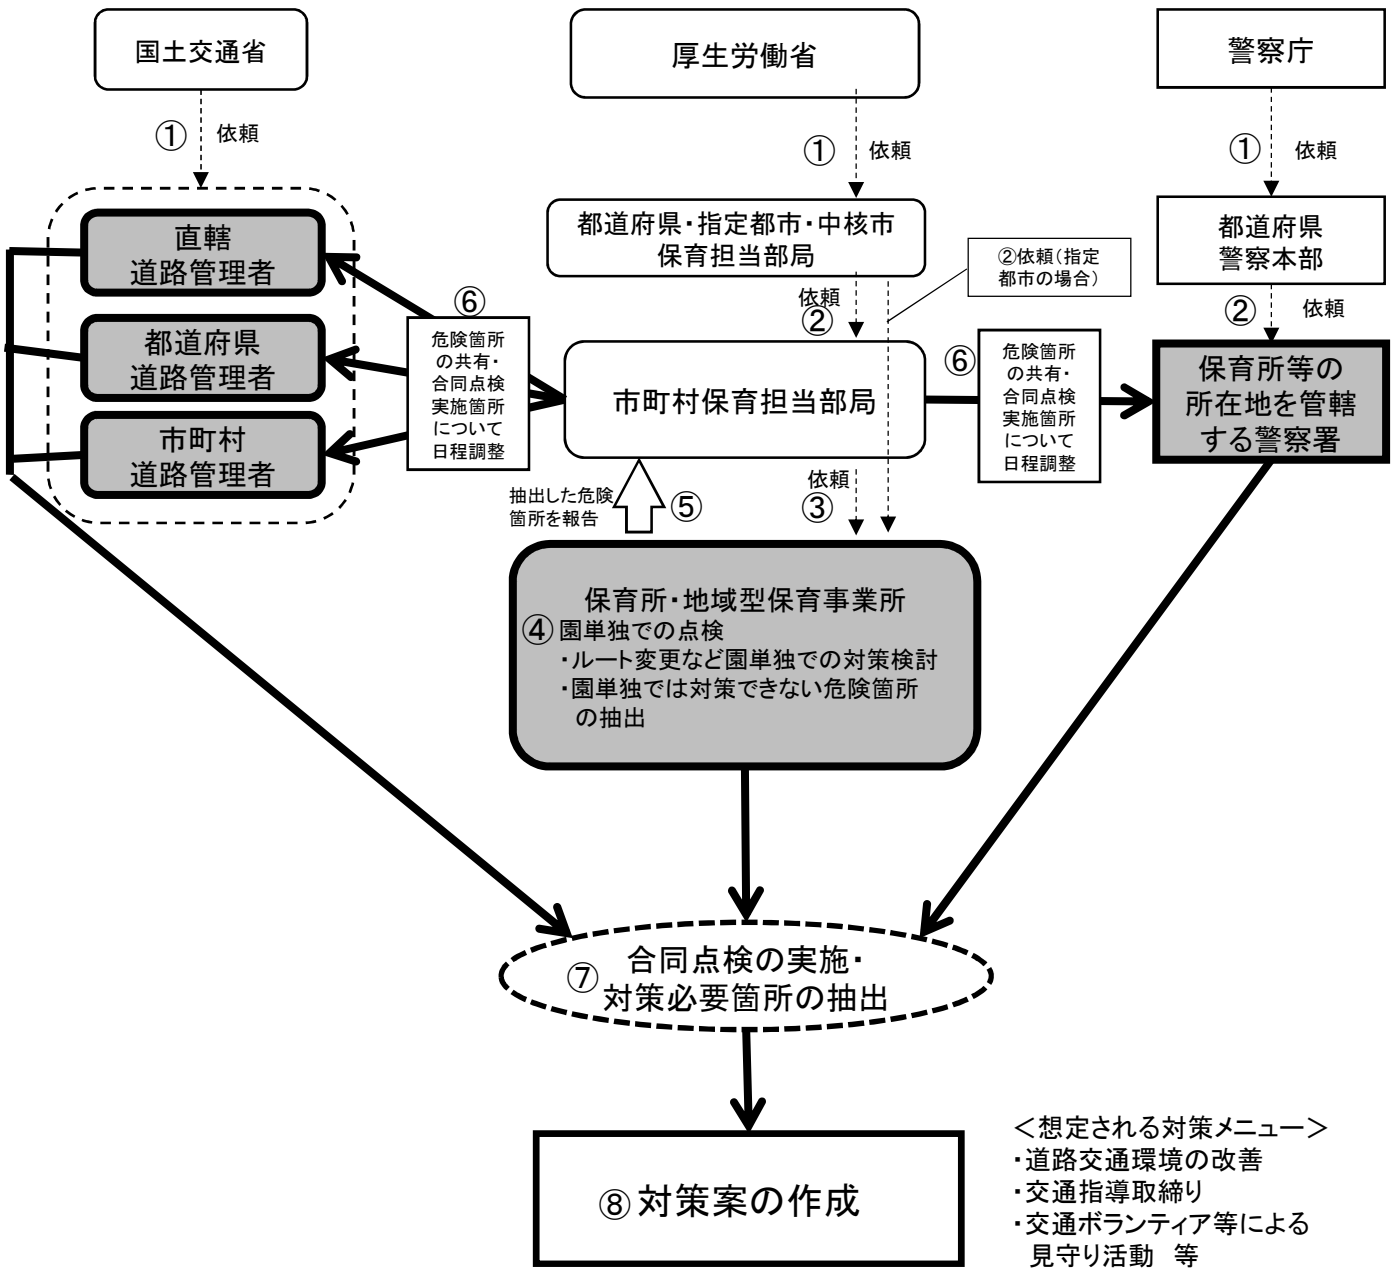 国土交通省
厚生労働省
警察庁
①
依頼
①
依頼
①
依頼
直轄
道路管理者
都道府県
道路管理者
市町村
道路管理者
都道府県・指定都市・中核市
保育担当部局
②依頼(指定
都市の場合)
都道府県
警察本部
依頼
②
②
依頼
⑥
危険箇所
の共有・
合同点検
実施箇所
について
日程調整
市町村保育担当部局
⑥
危険箇所
の共有・
合同点検
実施箇所
について
日程調整
保育所等の
所在地を管轄
する警察署
抽出した危険
箇所を報告
⑤
依頼
③
保育所・地域型保育事業所
④園単独での点検
・ルート変更など園単独での対策検討
・園単独では対策できない危険箇所
の抽出
⑦
合同点検の実施・
対策必要箇所の抽出
⑧対策案の作成
＜想定される対策メニュー＞
・道路交通環境の改善
・交通指導取締り
・交通ボランティア等による
見守り活動　等